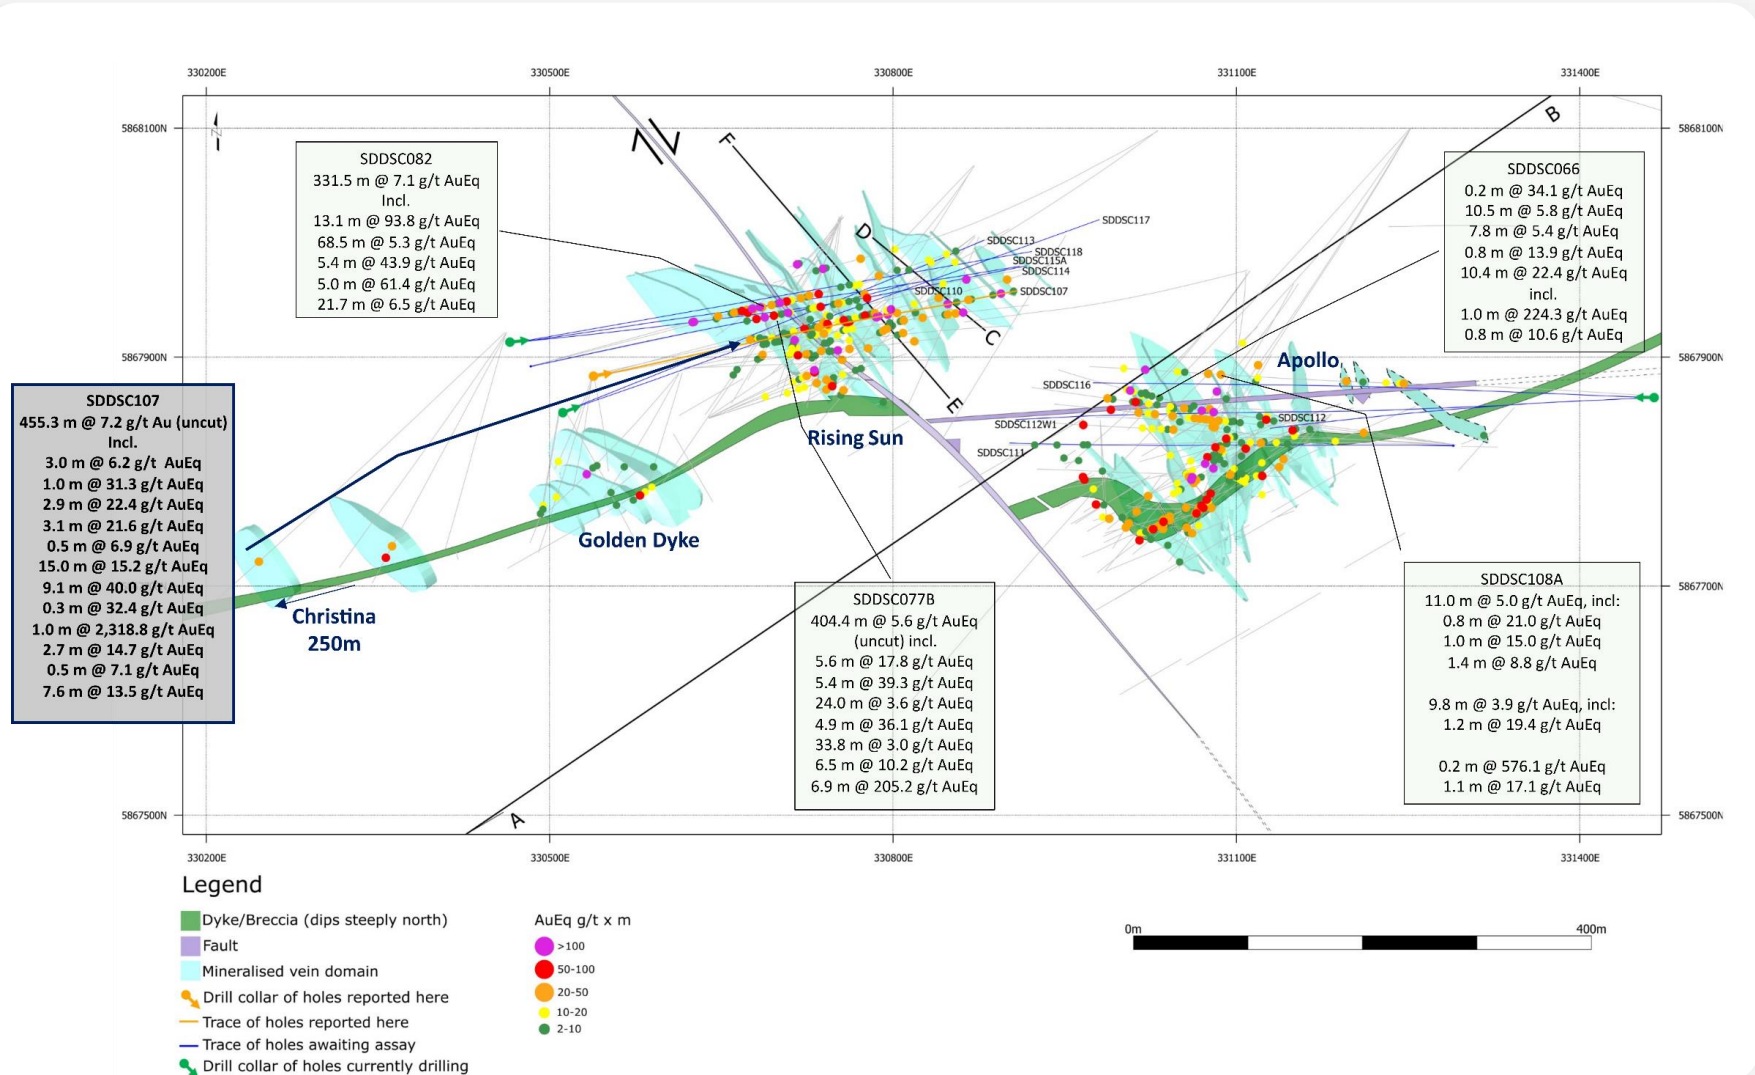 330200E
330500E
330800E
331100E
331400E
5868100N
5868100N
5867900N
5867900N
5867700N
5867500N
5867500N
N
F
D
B
C
E
A
SDDSC082
331.5 m @ 7.1 g/t AuEq
Incl.
13.1 m @ 93.8 g/t AuEq
68.5 m @ 5.3 g/t AuEq
5.4 m @ 43.9 g/t AuEq
5.0 m @ 61.4 g/t AuEq
21.7 m @ 6.5 g/t AuEq
SDDSC066
0.2 m @ 34.1 g/t AuEq
10.5 m @ 5.8 g/t AuEq
7.8 m @ 5.4 g/t AuEq
0.8 m @ 13.9 g/t AuEq
10.4 m @ 22.4 g/t AuEq
incl.
1.0 m @ 224.3 g/t AuEq
0.8 m @ 10.6 g/t AuEq
SDDSC117
SDDSC113
SDDSC118
SDDSC115A
SDDSC114
SDDSC110
SDDSC107
Apollo
SDDSC116
SDDSC112W1
SDDSC112
SDDSC111
Rising Sun
Golden Dyke
Christina
250m
SDDSC107
455.3 m @ 7.2 g/t Au (uncut)
Incl.
3.0 m @ 6.2 g/t AuEq
1.0 m @ 31.3 g/t AuEq
2.9 m @ 22.4 g/t AuEq
3.1 m @ 21.6 g/t AuEq
0.5 m @ 6.9 g/t AuEq
15.0 m @ 15.2 g/t AuEq
9.1 m @ 40.0 g/t AuEq
0.3 m @ 32.4 g/t AuEq
1.0 m @ 2,318.8 g/t AuEq
2.7 m @ 14.7 g/t AuEq
0.5 m @ 7.1 g/t AuEq
7.6 m @ 13.5 g/t AuEq
SDDSC077B
404.4 m @ 5.6 g/t AuEq
(uncut) incl.
5.6 m @ 17.8 g/t AuEq
5.4 m @ 39.3 g/t AuEq
24.0 m @ 3.6 g/t AuEq
4.9 m @ 36.1 g/t AuEq
33.8 m @ 3.0 g/t AuEq
6.5 m @ 10.2 g/t AuEq
6.9 m @ 205.2 g/t AuEq
SDDSC108A
11.0 m @ 5.0 g/t AuEq, incl:
0.8 m @ 21.0 g/t AuEq
1.0 m @ 15.0 g/t AuEq
1.4 m @ 8.8 g/t AuEq
9.8 m @ 3.9 g/t AuEq, incl:
1.2 m @ 19.4 g/t AuEq
0.2 m @ 576.1 g/t AuEq
1.1 m @ 17.1 g/t AuEq
330200E
330500E
330800E
331100E
331400E
Legend
Dyke/Breccia (dips steeply north)
Fault
Mineralised vein domain
Drill collar of holes reported here
Trace of holes reported here
Trace of holes awaiting assay
Drill collar of holes currently drilling
AuEq g/t x m
>100
50-100
20-50
10-20
2-10
0m
400m